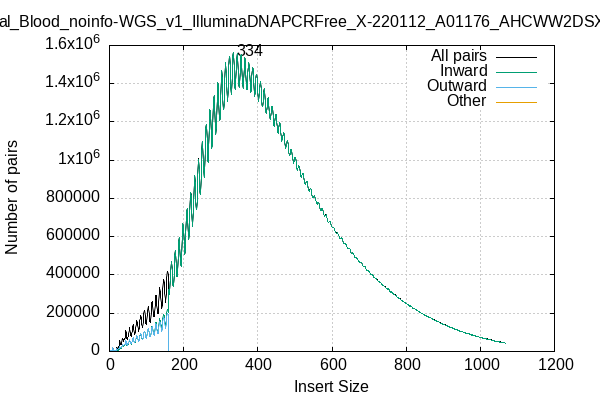 al_Blood_noinfo-WGS_v1_IlluminaDNAPCRFree_X-220112_A01176_AHCWW2DSX
1.6x10^6
1.4x10^6
1.2x10^6
1x10^6
800000
600000
400000
200000
0
Number of pairs
334
All pairs
Inward
Outward
Other
0 200 400 600 800 1000 1200
Insert Size